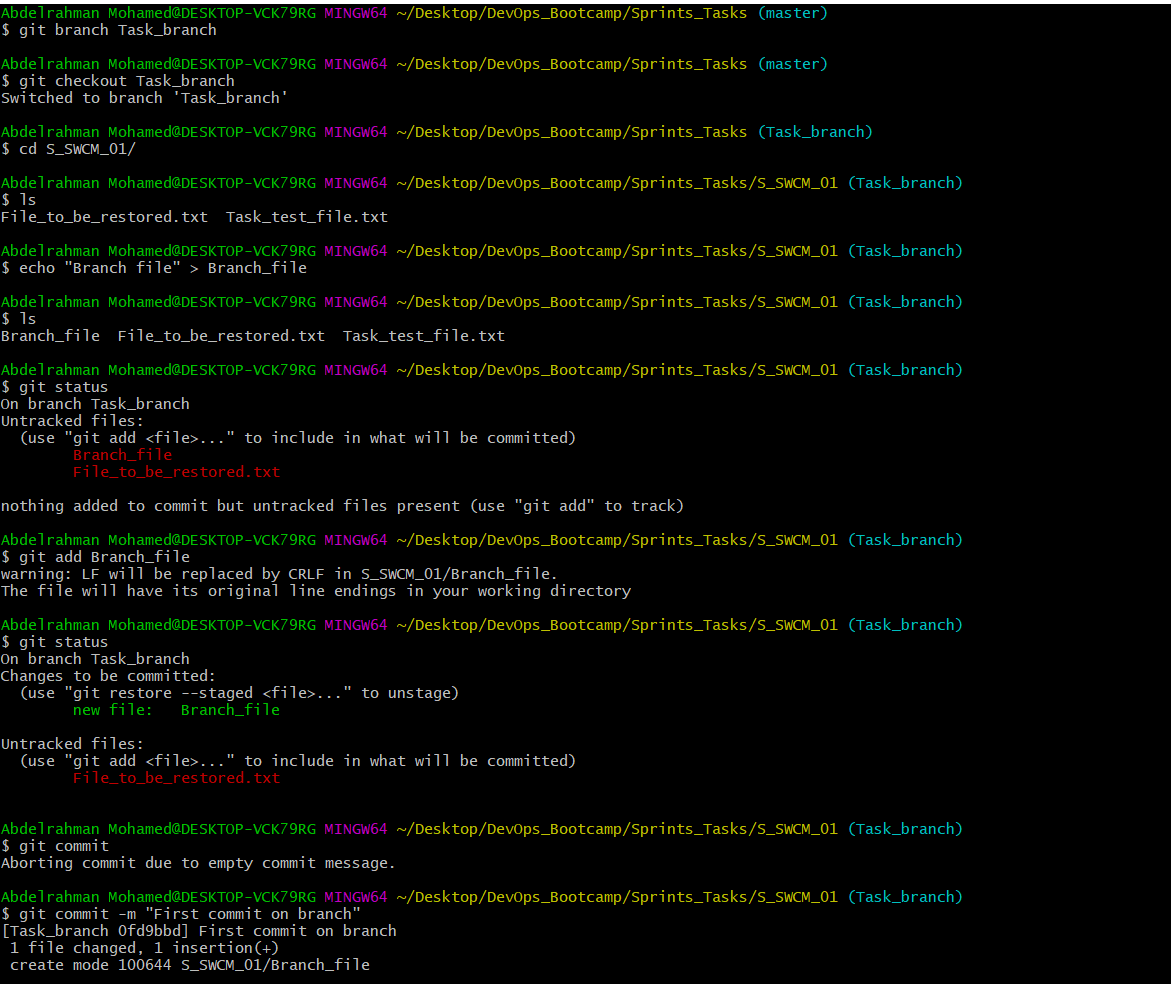 Abdelrahman Mohamed@DESKTOP-VCK79RG MINGW64 ~/Desktop/DevOps_Bootcamp/Sprints_Tasks (master)
$ git branch Task_branch
Abdelrahman Mohamed@DESKTOP-VCK79RG MINGW64 ~/Desktop/DevOps_Bootcamp/Sprints_Tasks (master)
$ git checkout Task_branch
Switched to branch 'Task_branch'
Abdelrahman Mohamed@DESKTOP-VCK79RG MINGW64 ~/Desktop/DevOps_Bootcamp/Sprints_Tasks (Task_branch)
$ cd S_SWCM_01/
Abdelrahman Mohamed@DESKTOP-VCK79RG MINGW64 ~/Desktop/DevOps_Bootcamp/Sprints_Tasks/S_SWCM_01 (Task_branch)
$ ls
File_to_be_restored.txt  Task_test_file.txt
Abdelrahman Mohamed@DESKTOP-VCK79RG MINGW64 ~/Desktop/DevOps_Bootcamp/Sprints_Tasks/S_SWCM_01 (Task_branch)
$ echo "Branch file" > Branch_file
Abdelrahman Mohamed@DESKTOP-VCK79RG MINGW64 ~/Desktop/DevOps_Bootcamp/Sprints_Tasks/S_SWCM_01 (Task_branch)
$ ls
Branch_file  File_to_be_restored.txt  Task_test_file.txt
Abdelrahman Mohamed@DESKTOP-VCK79RG MINGW64 ~/Desktop/DevOps_Bootcamp/Sprints_Tasks/S_SWCM_01 (Task_branch)
$ git status
On branch Task_branch
Untracked files:
  (use "git add <file>..." to include in what will be committed)
        Branch_file
        File_to_be_restored.txt
nothing added to commit but untracked files present (use "git add" to track)
Abdelrahman Mohamed@DESKTOP-VCK79RG MINGW64 ~/Desktop/DevOps_Bootcamp/Sprints_Tasks/S_SWCM_01 (Task_branch)
$ git add Branch_file
warning: LF will be replaced by CRLF in S_SWCM_01/Branch_file.
The file will have its original line endings in your working directory
Abdelrahman Mohamed@DESKTOP-VCK79RG MINGW64 ~/Desktop/DevOps_Bootcamp/Sprints_Tasks/S_SWCM_01 (Task_branch)
$ git status
On branch Task_branch
Changes to be committed:
  (use "git restore --staged <file>..." to unstage)
        new file:   Branch_file
Untracked files:
  (use "git add <file>..." to include in what will be committed)
        File_to_be_restored.txt
Abdelrahman Mohamed@DESKTOP-VCK79RG MINGW64 ~/Desktop/DevOps_Bootcamp/Sprints_Tasks/S_SWCM_01 (Task_branch)
$ git commit
Aborting commit due to empty commit message.
Abdelrahman Mohamed@DESKTOP-VCK79RG MINGW64 ~/Desktop/DevOps_Bootcamp/Sprints_Tasks/S_SWCM_01 (Task_branch)
$ git commit -m "First commit on branch"
[Task_branch 0fd9bbd] First commit on branch
 1 file changed, 1 insertion(+)
 create mode 100644 S_SWCM_01/Branch_file